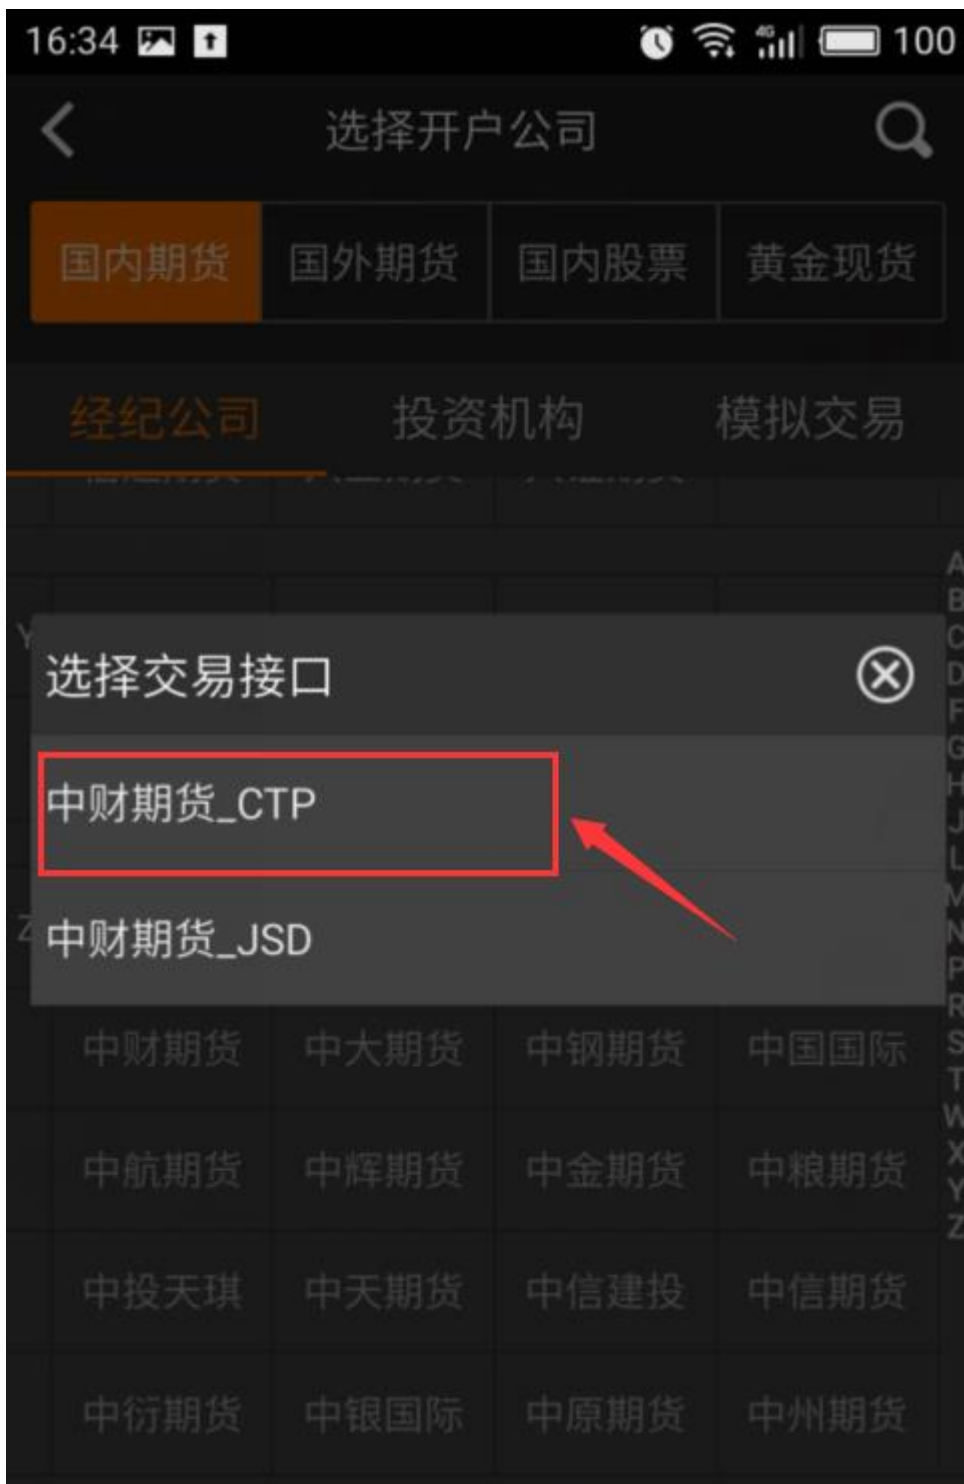 16:34 4G 100
选择开户公司
国内期货 国外期货 国内股票 黄金现货
经纪公司 投资机构 模拟交易
A
B
Y
C
选择交易接口
D
F
G
中财期货_CTP
H
J
L
M
Z
中财期货_JSD
N
P
R
中财期货 中大期货 中钢期货 中国国际
S
T
W
中航期货 中辉期货 中金期货 中粮期货
X
Y
Z
中投天琪 中天期货 中信建投 中信期货
中衍期货 中银国际 中原期货 中州期货